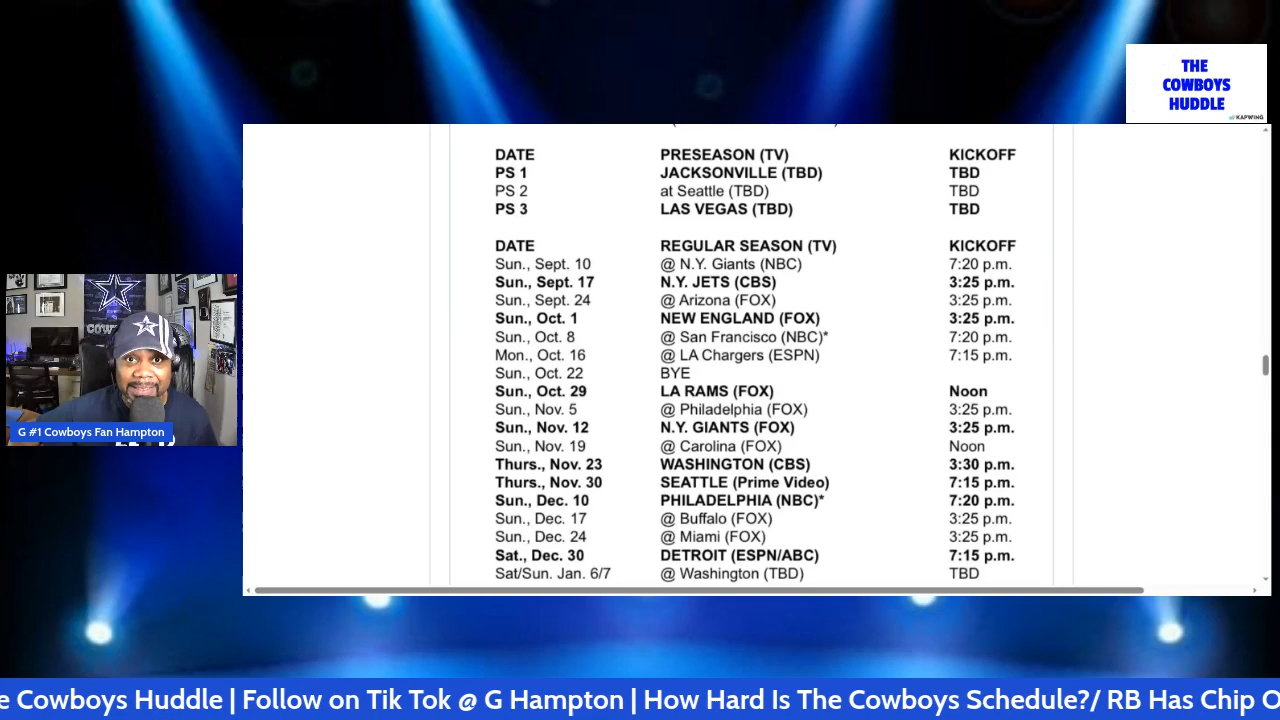 THE
COWBOYS
HUDDLE
KAPWING
DATE PRESEASON (TV) KICKOFF
PS 1 JACKSONVILLE (TBD) TBD
PS 2 at Seattle (TBD) TBD
PS 3 LAS VEGAS (TBD) TBD
DATE REGULAR SEASON (TV) KICKOFF
Sun., Sept. 10 @ N.Y. Giants (NBC) 7:20 p.m.
Sun., Sept. 17 N.Y. JETS (CBS) 3:25 p.m.
Sun., Sept. 24 @ Arizona (FOX) 3:25 p.m.
Sun., Oct. 1 NEW ENGLAND (FOX) 3:25 p.m.
Sun., Oct. 8 @ San Francisco (NBC)* 7:20 p.m.
Mon., Oct. 16 @ LA Chargers (ESPN) 7:15 p.m.
Sun., Oct. 22 BYE
Sun., Oct. 29 LA RAMS (FOX) Noon
Sun., Nov. 5 @ Philadelphia (FOX) 3:25 p.m.
Sun., Nov. 12 N.Y. GIANTS (FOX) 3:25 p.m.
Sun., Nov. 19 @ Carolina (FOX) Noon
Thurs., Nov. 23 WASHINGTON (CBS) 3:30 p.m.
Thurs., Nov. 30 SEATTLE (Prime Video) 7:15 p.m.
Sun., Dec. 10 PHILADELPHIA (NBC)* 7:20 p.m.
Sun., Dec. 17 @ Buffalo (FOX) 3:25 p.m.
Sun., Dec. 24 @ Miami (FOX) 3:25 p.m.
Sat., Dec. 30 DETROIT (ESPN/ABC) 7:15 p.m.
Sat/Sun. Jan. 6/7 @ Washington (TBD) TBD
G #1 Cowboys Fan Hampton
e Cowboys Huddle | Follow on Tik Tok @ G Hampton | How Hard Is The Cowboys Schedule?/ RB Has Chip O